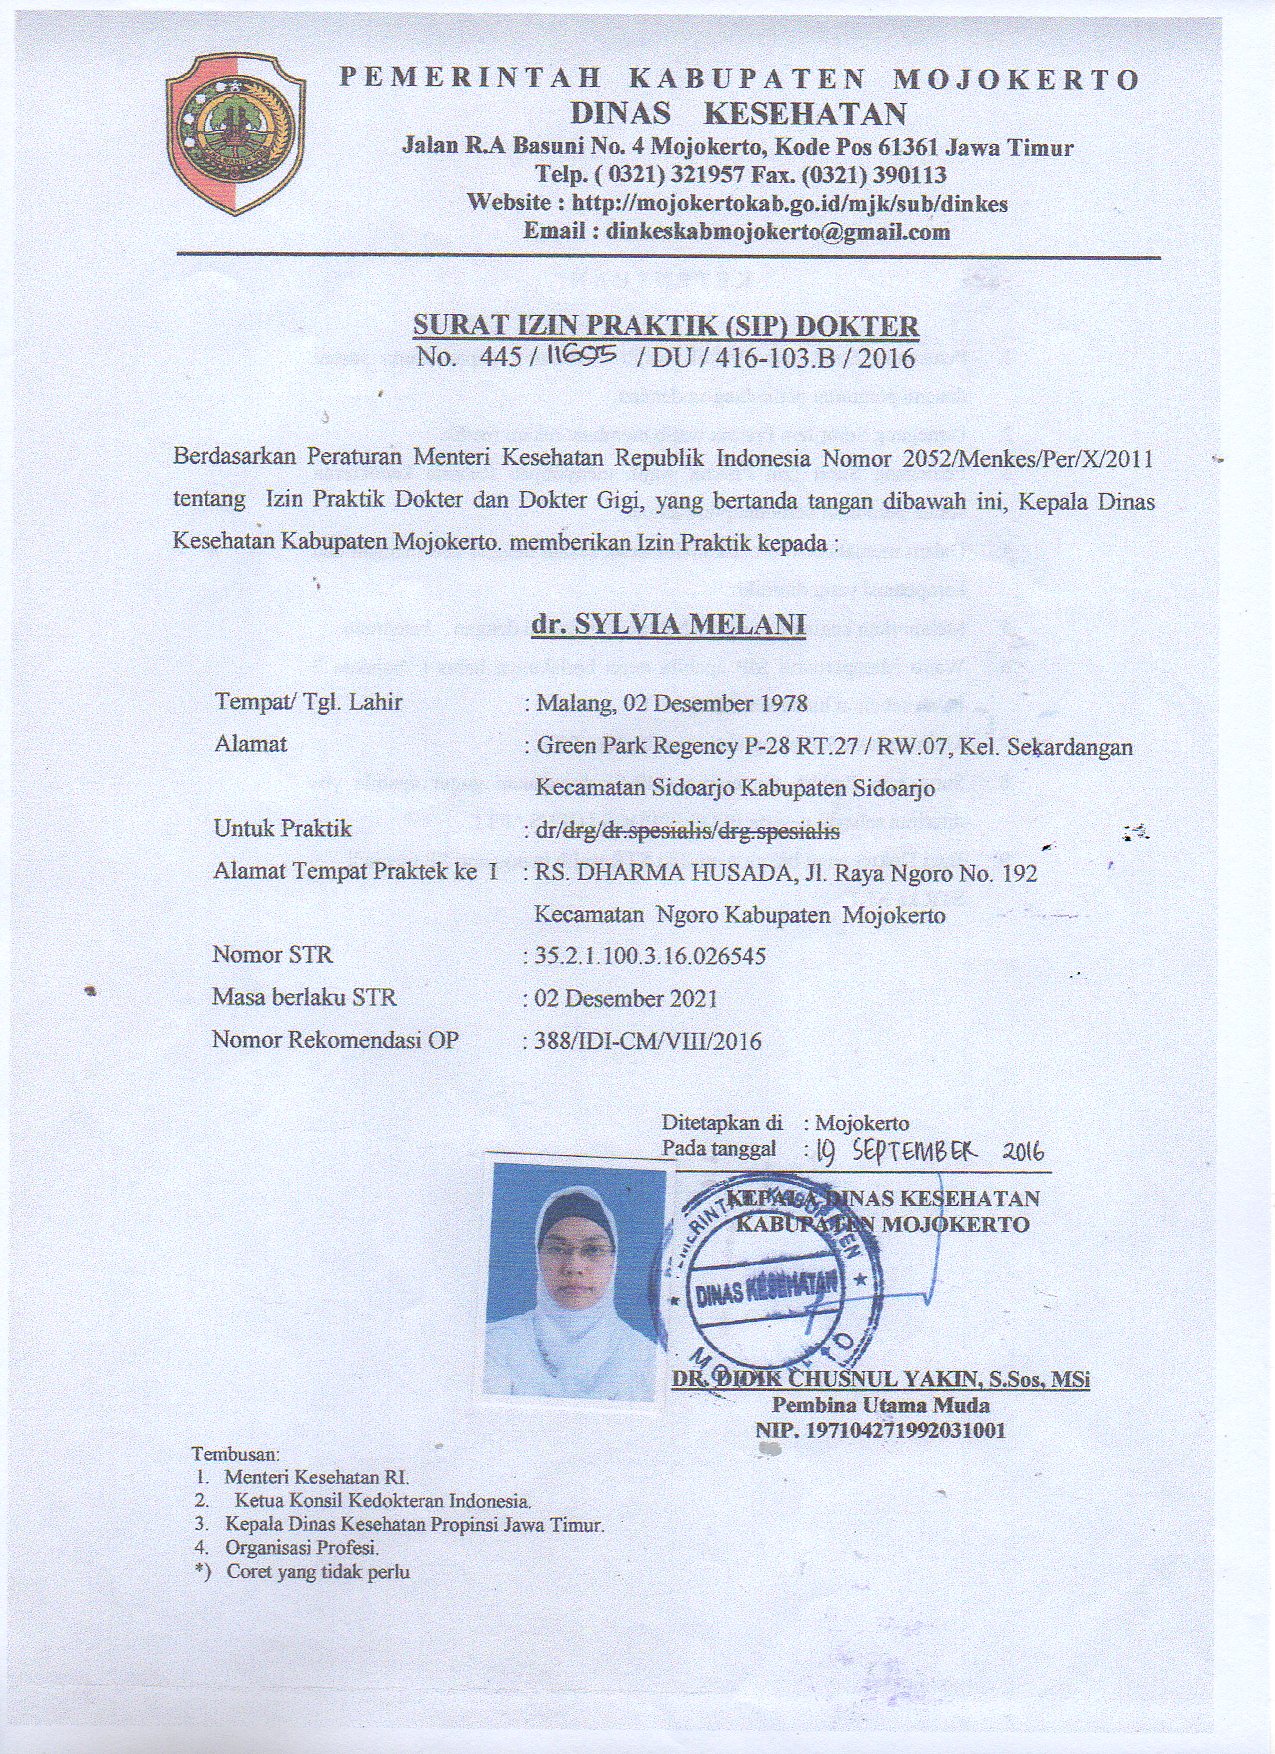 PEMERINTAH KABUPATEN MOJOKERTO
DINAS KESEHATAN
Jalan R.A Basuni No. 4 Mojokerto, Kode Pos 61361 Jawa Timur
Telp. ( 0321) 321957 Fax. (0321) 390113
Website : http://mojokertokab.go.id/mjk/sub/dinkes
Email : dinkeskabmojokerto@gmail.com
SURAT IZIN PRAKTIK (SIP) DOKTER
No. 445 / 11695 / DU / 416-103.B / 2016
Berdasarkan Peraturan Menteri Kesehatan Republik Indonesia Nomor 2052/Menkes/Per/X/2011
tentang Izin Praktik Dokter dan Dokter Gigi, yang bertanda tangan dibawah ini, Kepala Dinas
Kesehatan Kabupaten Mojokerto. memberikan Izin Praktik kepada :
dr. SYLVIA MELANI
Tempat/ Tgl. Lahir : Malang, 02 Desember 1978
Alamat : Green Park Regency P-28 RT.27 / RW.07, Kel. Sekardangan
Kecamatan Sidoarjo Kabupaten Sidoarjo
Untuk Praktik : dr/drg/dr.spesialis/drg.spesialis
Alamat Tempat Praktek ke I : RS. DHARMA HUSADA, Jl. Raya Ngoro No. 192
Kecamatan Ngoro Kabupaten Mojokerto
Nomor STR : 35.2.1.100.3.16.026545
Masa berlaku STR : 02 Desember 2021
Nomor Rekomendasi OP : 388/IDI-CM/VIII/2016
Ditetapkan di : Mojokerto
Pada tanggal : 19 SEPTEMBER 2016
KEPALA DINAS KESEHATAN
KABUPATEN MOJOKERTO
KABUPATEN
DINAS KESEHATAN
DR. DIDIK CHUSNUL YAKIN, S.Sos, MSi
Pembina Utama Muda
NIP. 197104271992031001
Tembusan:
1. Menteri Kesehatan RI.
2. Ketua Konsil Kedokteran Indonesia.
3. Kepala Dinas Kesehatan Propinsi Jawa Timur.
4. Organisasi Profesi.
*) Coret yang tidak perlu